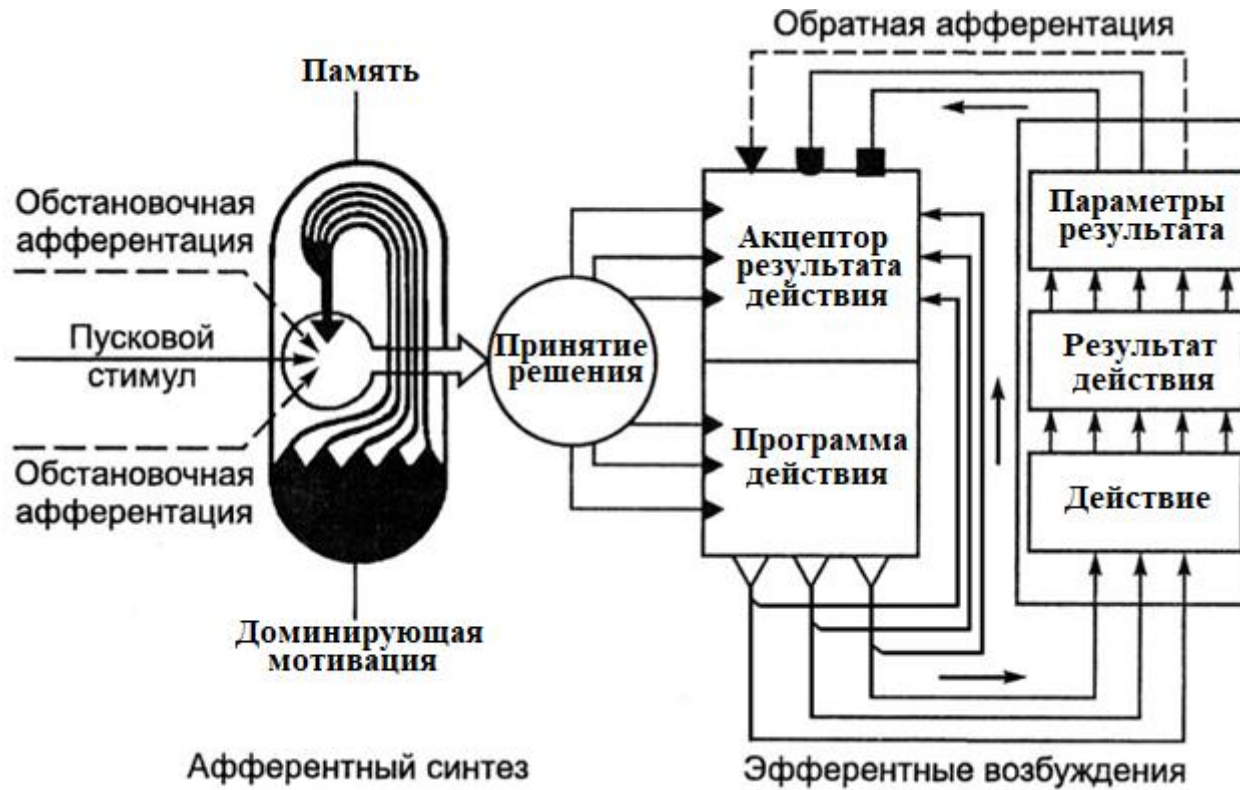 Обратная афферентация
Память
Обстановочная
афферентация
Пусковой
стимул
Обстановочная
афферентация
Доминирующая
мотивация
Принятие
решения
Акцептор
результата
действия
Программа
действия
Параметры
результата
Результат
действия
Действие
Афферентный синтез
Эфферентные возбуждения